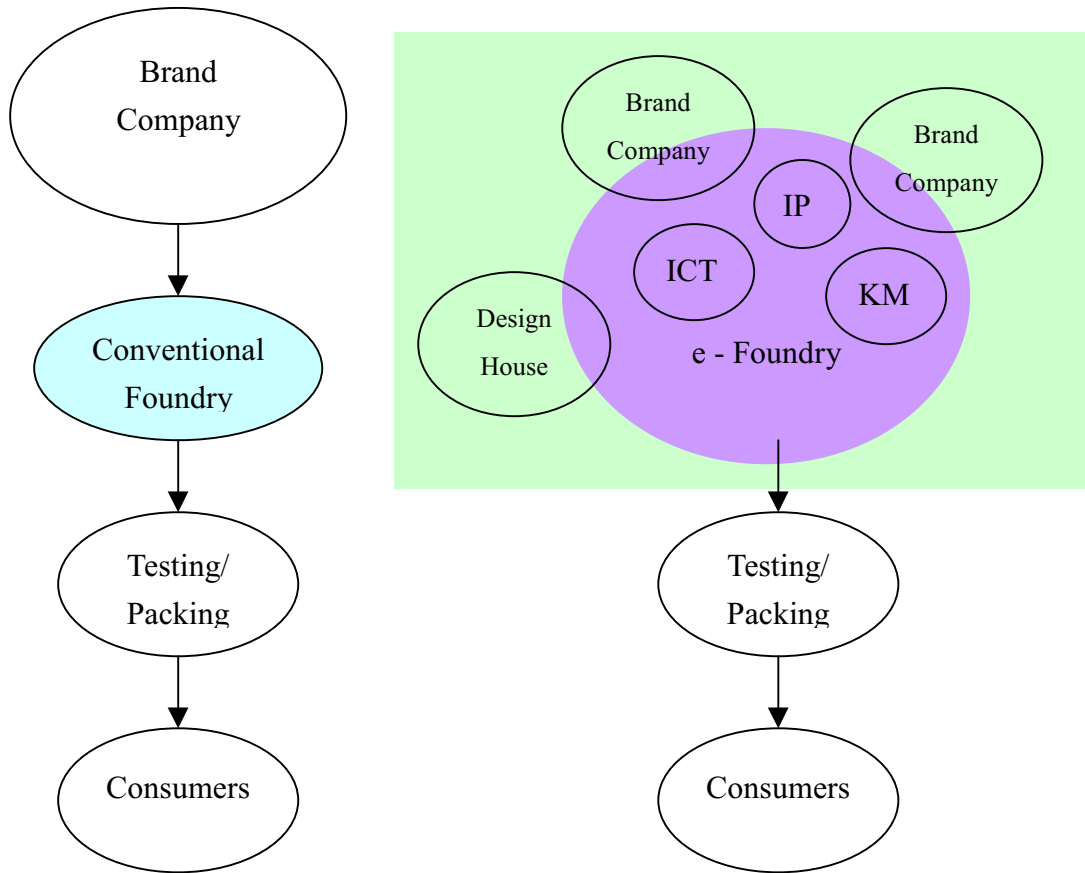 Brand
Company
Conventional
Foundry
Testing/
Packing
Consumers
Brand
Company
Brand
Company
IP
ICT
KM
Design
House
e - Foundry
Testing/
Packing
Consumers